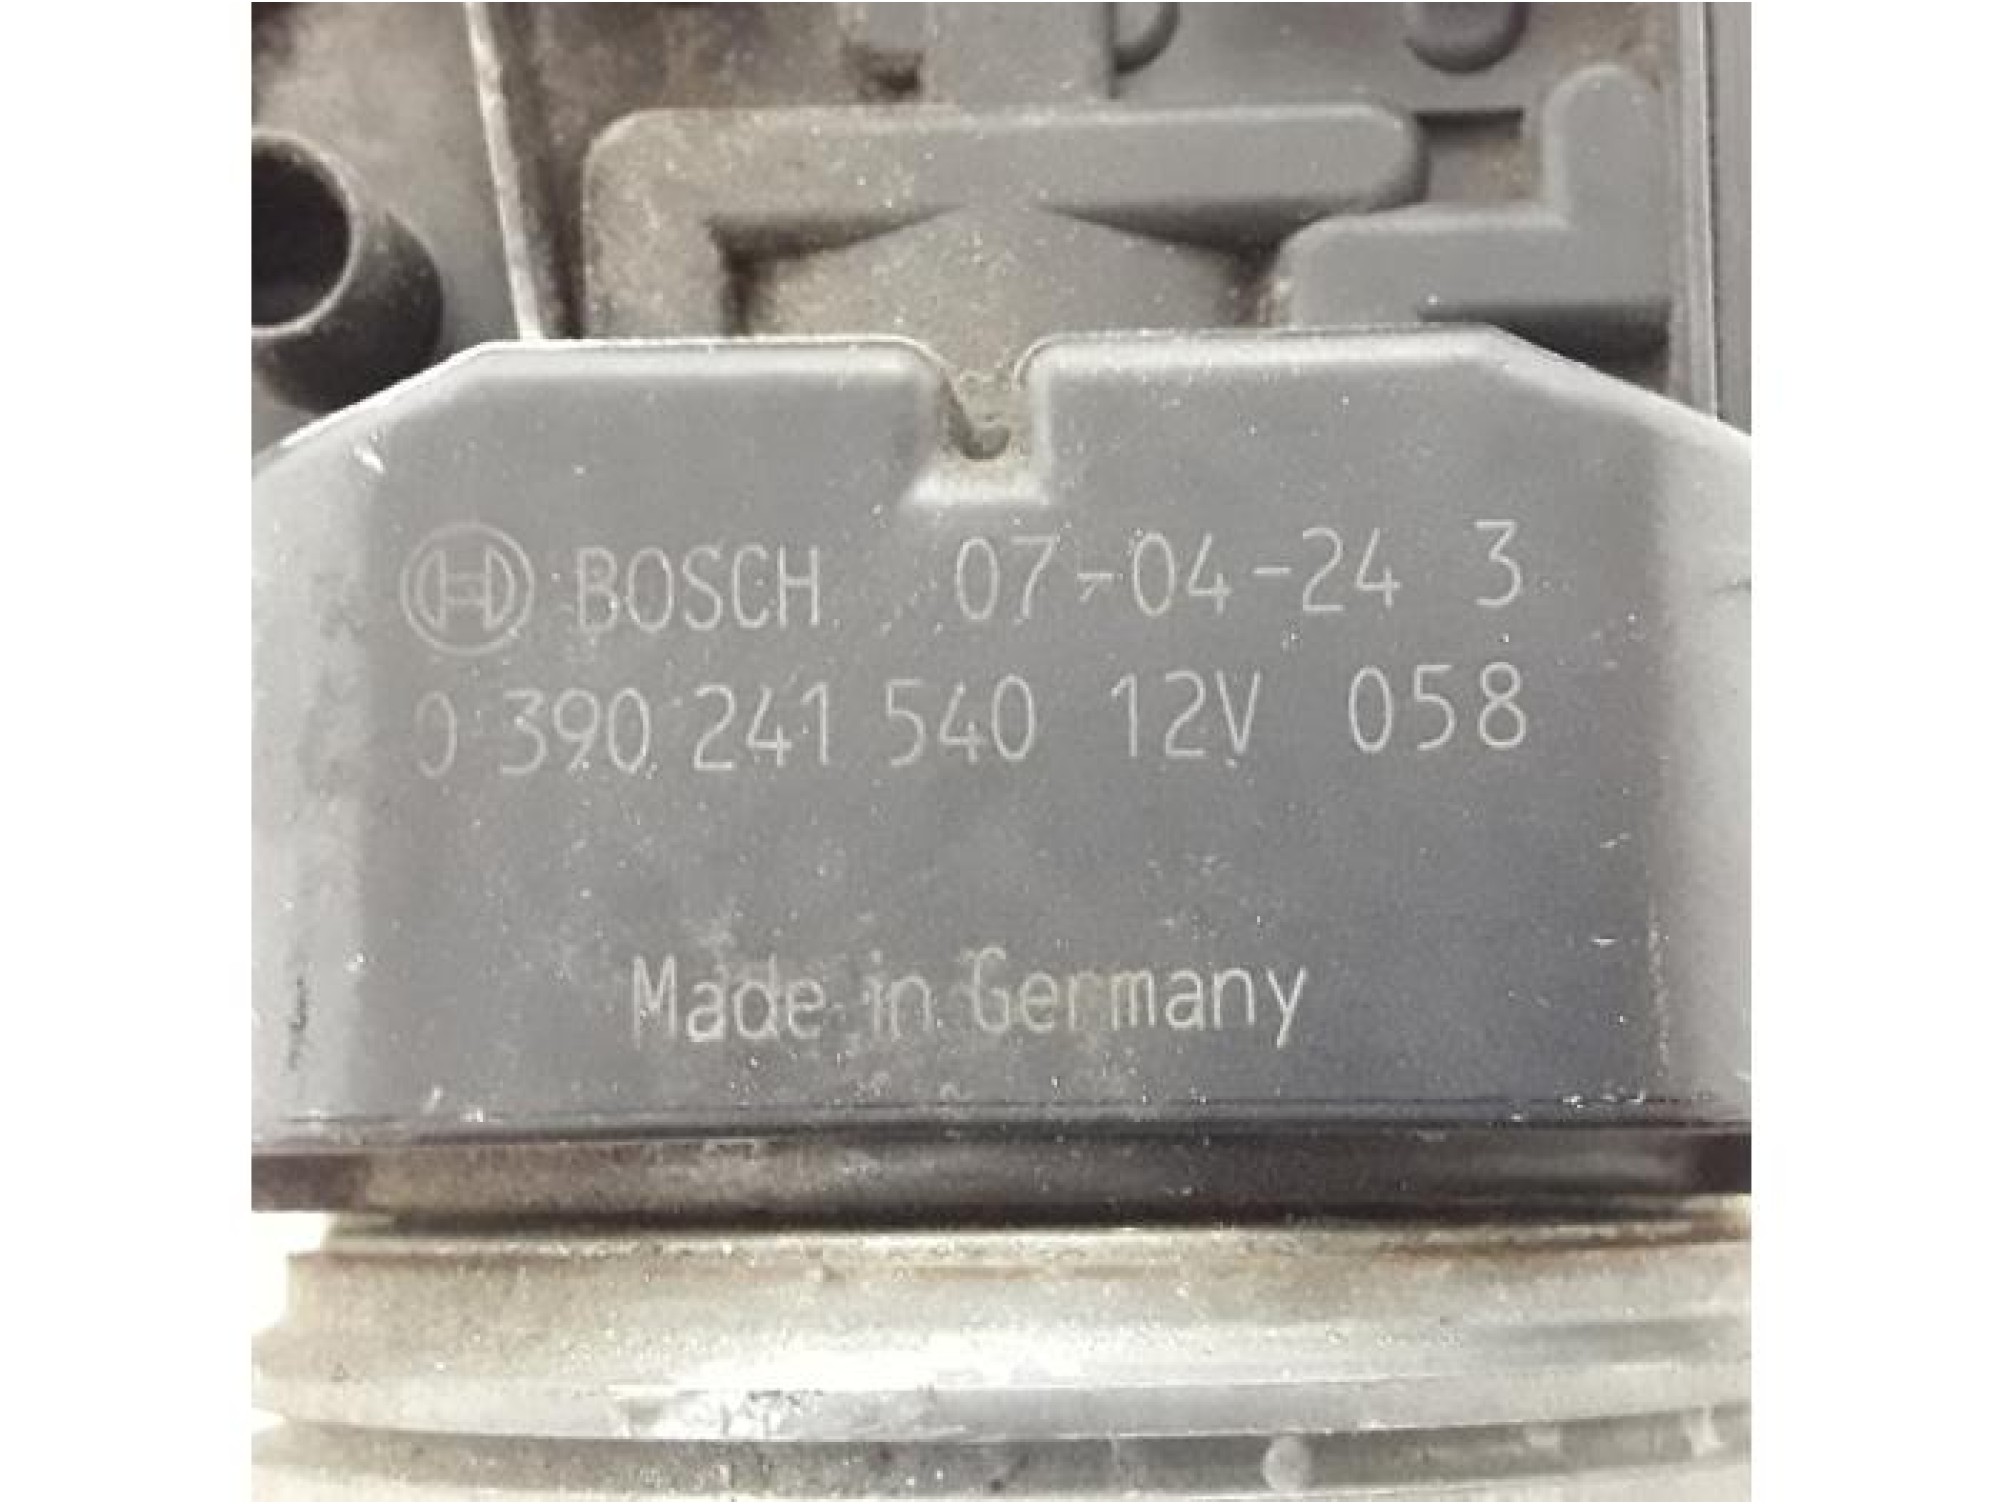 BOSCH 07-04-24 3
0 390 241 540 12V 058
Made in Germany